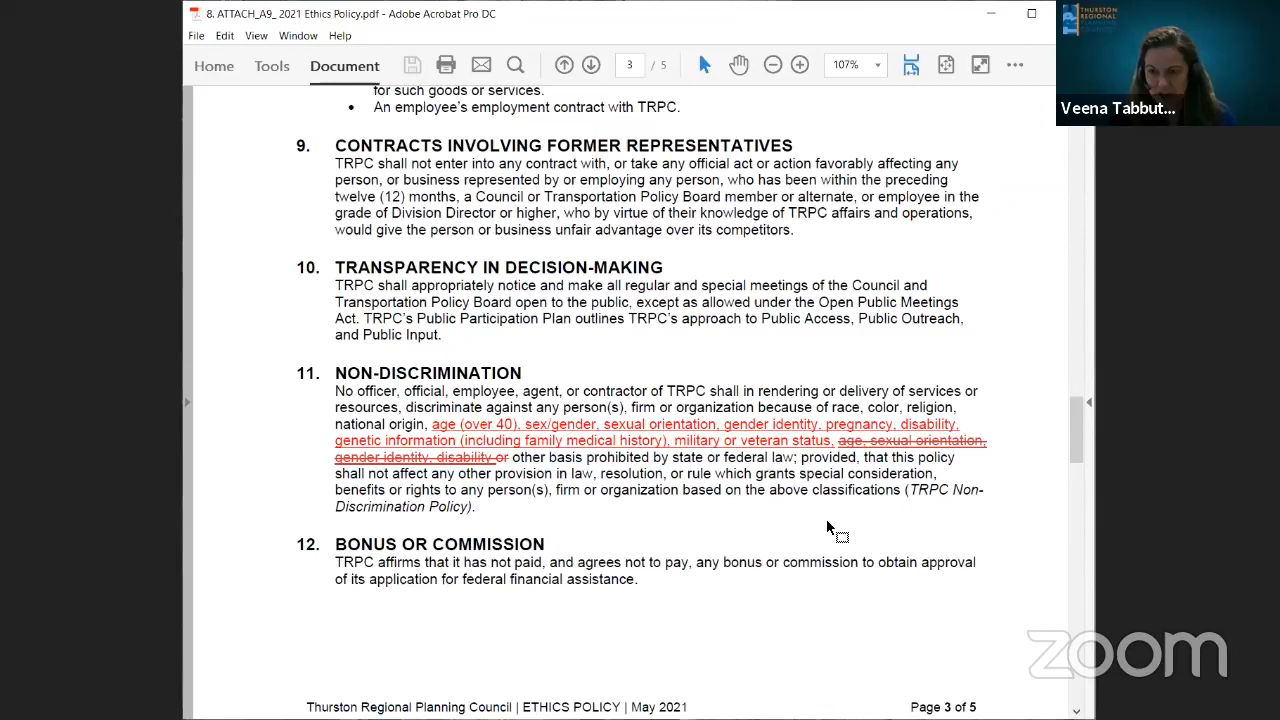 8. ATTACH_A9_ 2021 Ethics Policy.pdf - Adobe Acrobat Pro DC
File Edit View Window Help
Home Tools Document 3 / 5 107%
THURSTON
REGIONAL
PLANNING
COUNCIL
Veena Tabbut...
for such goods or services.
• An employee's employment contract with TRPC.
9. CONTRACTS INVOLVING FORMER REPRESENTATIVES
TRPC shall not enter into any contract with, or take any official act or action favorably affecting any
person, or business represented by or employing any person, who has been within the preceding
twelve (12) months, a Council or Transportation Policy Board member or alternate, or employee in the
grade of Division Director or higher, who by virtue of their knowledge of TRPC affairs and operations,
would give the person or business unfair advantage over its competitors.
10. TRANSPARENCY IN DECISION-MAKING
TRPC shall appropriately notice and make all regular and special meetings of the Council and
Transportation Policy Board open to the public, except as allowed under the Open Public Meetings
Act. TRPC's Public Participation Plan outlines TRPC's approach to Public Access, Public Outreach,
and Public Input.
11. NON-DISCRIMINATION
No officer, official, employee, agent, or contractor of TRPC shall in rendering or delivery of services or
resources, discriminate against any person(s), firm or organization because of race, color, religion,
national origin, age (over 40), sex/gender, sexual orientation, gender identity, pregnancy, disability,
genetic information (including family medical history), military or veteran status, age, sexual orientation,
gender identity, disability or other basis prohibited by state or federal law; provided, that this policy
shall not affect any other provision in law, resolution, or rule which grants special consideration,
benefits or rights to any person(s), firm or organization based on the above classifications (TRPC Non-
Discrimination Policy).
12. BONUS OR COMMISSION
TRPC affirms that it has not paid, and agrees not to pay, any bonus or commission to obtain approval
of its application for federal financial assistance.
zoom
Thurston Regional Planning Council | ETHICS POLICY | May 2021 Page 3 of 5